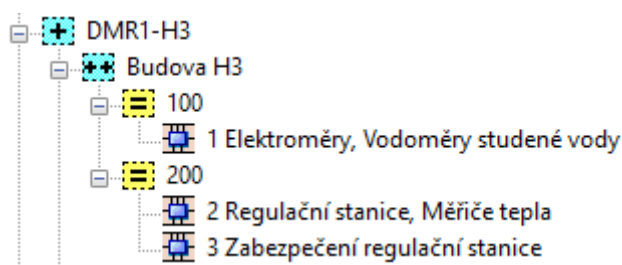 DMR1-H3
Budova H3
100
1 Elektroměry, Vodoměry studené vody
200
2 Regulační stanice, Měřiče tepla
3 Zabezpečení regulační stanice